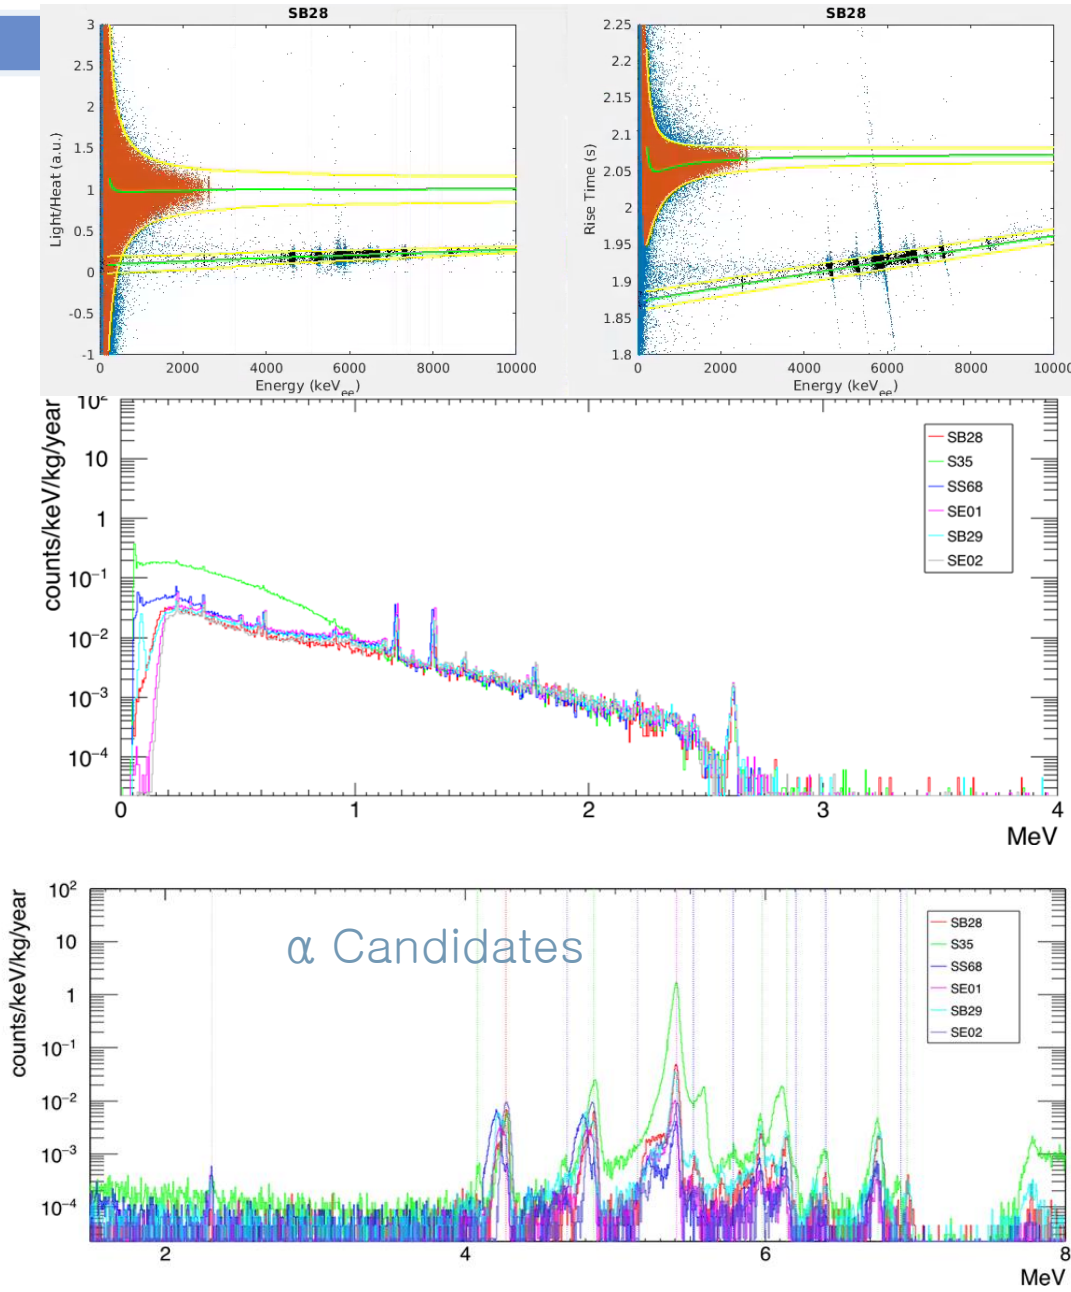 SB28
3
2.5
2
1.5
1
0.5
0
-0.5
-1
Light/Heat (a.u.)
0 2000 4000 6000 8000 10000
Energy (keVee)
SB28
2.25
2.2
2.15
2.1
2.05
2
1.95
1.9
1.85
1.8
Rise Time (s)
0 2000 4000 6000 8000 10000
Energy (keVee)
counts/keV/kg/year
10²
10
1
10⁻¹
10⁻²
10⁻³
10⁻⁴
SB28
S35
SS68
SE01
SB29
SE02
0 1 2 3 4
MeV
counts/keV/kg/year
10²
10
1
10⁻¹
10⁻²
10⁻³
10⁻⁴
α Candidates
SB28
S35
SS68
SE01
SB29
SE02
2 4 6 8
MeV